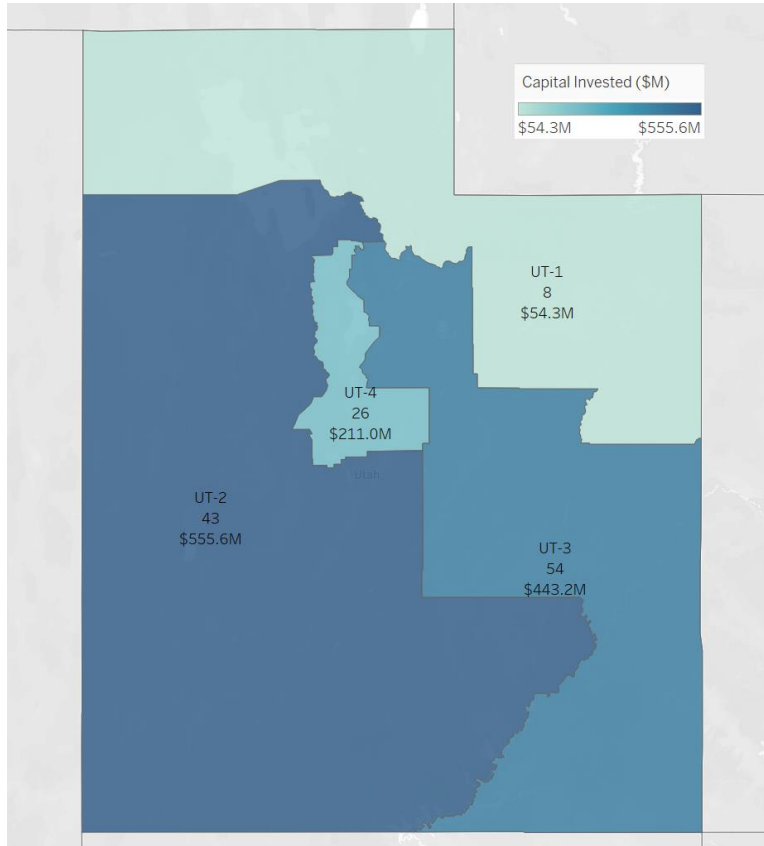 Capital Invested ($M)
$54.3M $555.6M
UT-1
8
$54.3M
UT-4
26
$211.0M
Utah
UT-2
43
$555.6M
UT-3
54
$443.2M